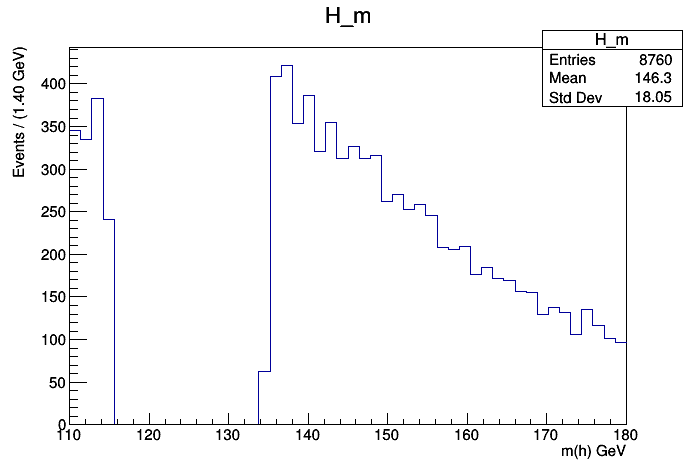 H_m
H_m
Entries 8760
Mean 146.3
Std Dev 18.05
Events / (1.40 GeV)
400
350
300
250
200
150
100
50
0
110 120 130 140 150 160 170 180
m(h) GeV